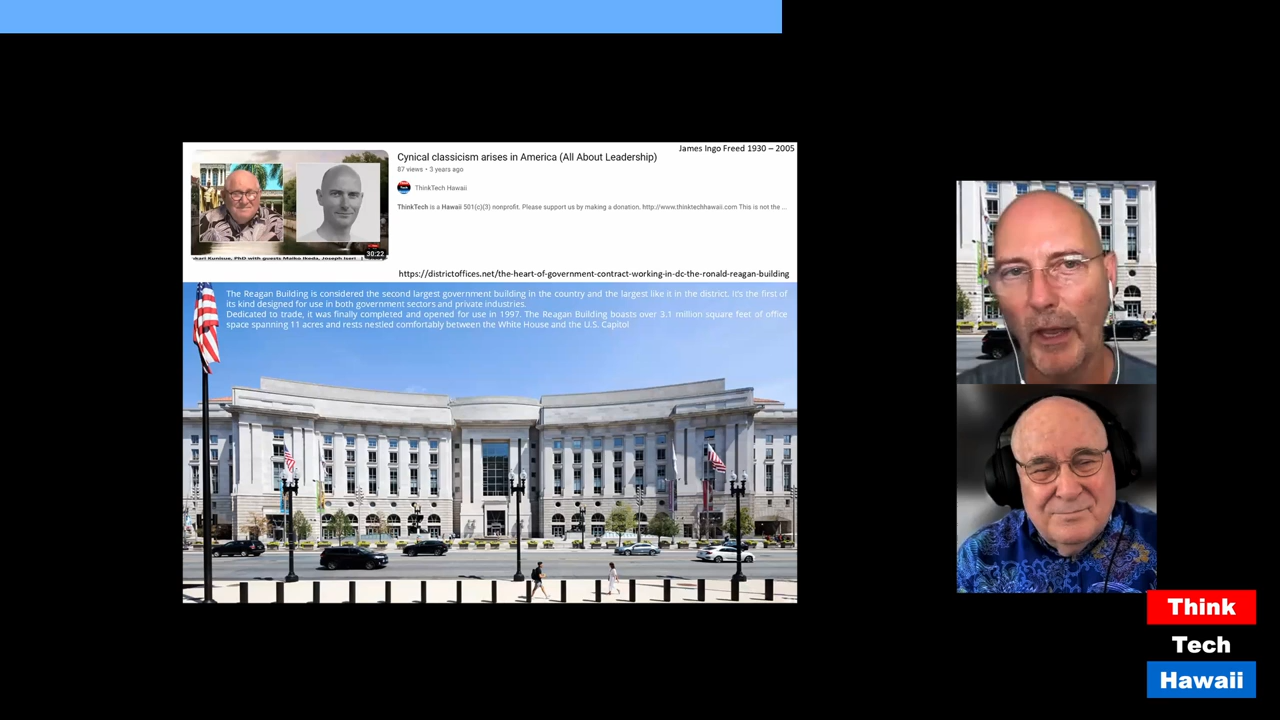 James Ingo Freed 1930 – 2005
Cynical classicism arises in America (All About Leadership)
87 views • 3 years ago
ThinkTech Hawaii
ThinkTech is a Hawaii 501(c)(3) nonprofit. Please support us by making a donation. http://www.thinktechhawaii.com This is not the ...
30:22
https://districtoffices.net/the-heart-of-government-contract-working-in-dc-the-ronald-reagan-building
The Reagan Building is considered the second largest government building in the country and the largest like it in the district. It's the first of
its kind designed for use in both government sectors and private industries.
Dedicated to trade, it was finally completed and opened for use in 1997. The Reagan Building boasts over 3.1 million square feet of office
space spanning 11 acres and rests nestled comfortably between the White House and the U.S. Capitol
Think
Tech
Hawaii